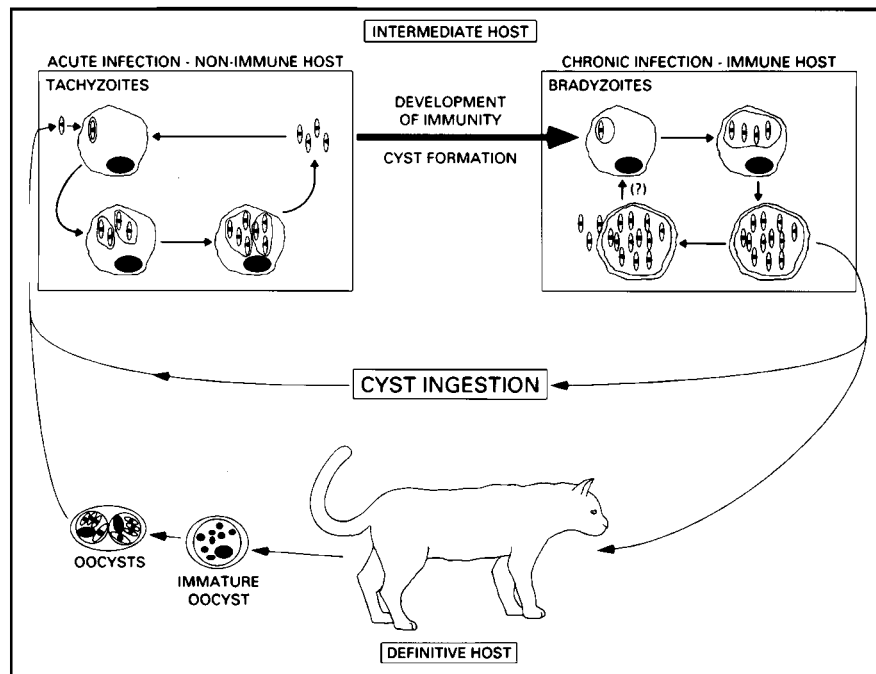 INTERMEDIATE HOST
ACUTE INFECTION - NON-IMMUNE HOST
TACHYZOITES
DEVELOPMENT
OF IMMUNITY
CYST FORMATION
CHRONIC INFECTION - IMMUNE HOST
BRADYZOITES
(?)
CYST INGESTION
OOCYSTS
IMMATURE
OOCYST
DEFINITIVE HOST